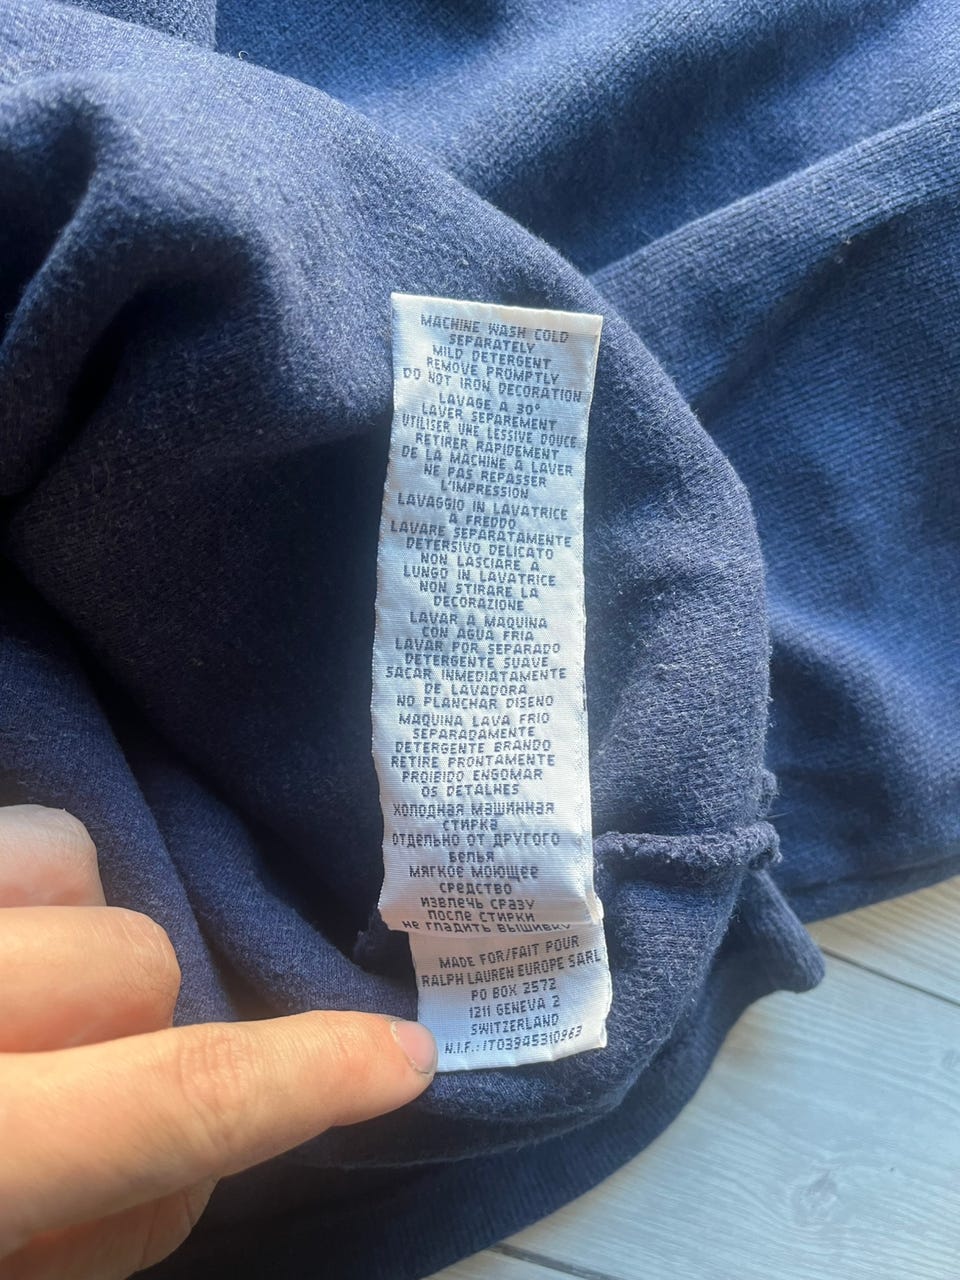 MACHINE WASH COLD
SEPARATELY
MILD DETERGENT
REMOVE PROMPTLY
DO NOT IRON DECORATION
LAVAGE A 30°
LAVER SEPAREMENT
UTILISER UNE LESSIVE DOUCE
RETIRER RAPIDEMENT
DE LA MACHINE A LAVER
NE PAS REPASSER
L'IMPRESSION
LAVAGGIO IN LAVATRICE
A FREDDO
LAVARE SEPARATAMENTE
DETERSIVO DELICATO
NON LASCIARE A
LUNGO IN LAVATRICE
NON STIRARE LA
DECORAZIONE
LAVAR A MAQUINA
CON AGUA FRIA
LAVAR POR SEPARADO
DETERGENTE SUAVE
SACAR INMEDIATAMENTE
DE LAVADORA
NO PLANCHAR DISENO
MAQUINA LAVA FRIO
SEPARADAMENTE
DETERGENTE BRANDO
RETIRE FRONTAMENTE
PROIBIDO ENGOMAR
OS DETALHES
ХОЛОДНАЯ МАШИННАЯ
СТИРКА
ОТДЕЛЬНО ОТ ДРУГОГО
БЕЛЬЯ
МЯГКОЕ МОЮЩЕЕ
СРЕДСТВО
ИЗВЛЕЧЬ СРАЗУ
ПОСЛЕ СТИРКИ
НЕ ГЛАДИТЬ ВЫШИВКУ
MADE FOR/FAIT POUR
RALPH LAUREN EUROPE SARL
PO BOX 2572
1211 GENEVA 2
SWITZERLAND
N.I.F.: IT03945310963